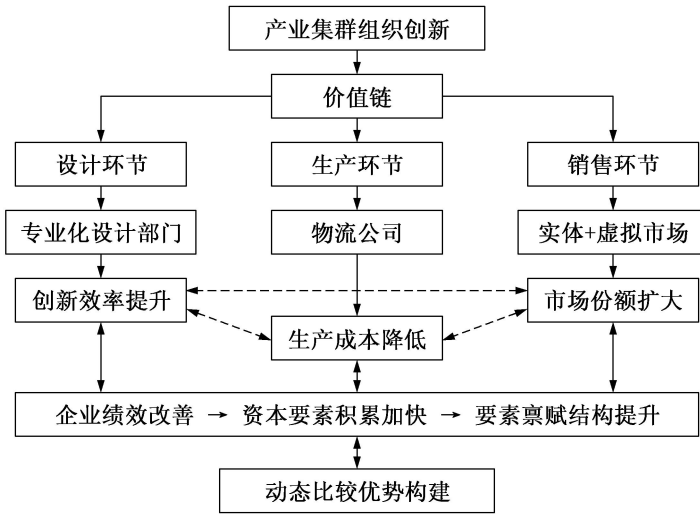 产业集群组织创新
价值链
设计环节
生产环节
销售环节
专业化设计部门
物流公司
实体+虚拟市场
创新效率提升
市场份额扩大
生产成本降低
企业绩效改善 → 资本要素积累加快 → 要素禀赋结构提升
动态比较优势构建